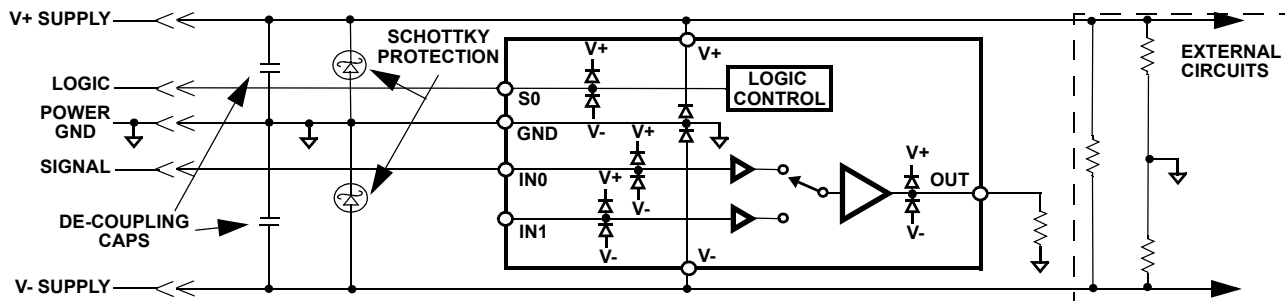 V+ SUPPLY
LOGIC
POWER
GND
SIGNAL
DE-COUPLING
CAPS
V- SUPPLY
SCHOTTKY
PROTECTION
V+
V+
LOGIC
CONTROL
S0
V-
GND
V+
IN0
V+
V-
IN1
V-
V+
OUT
V-
V-
EXTERNAL
CIRCUITS